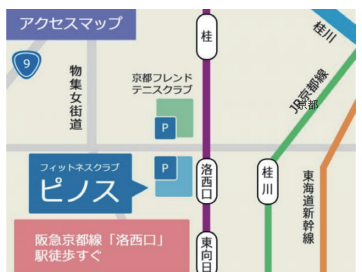 アクセスマップ
9
物集女街道
京都フレンド
テニスクラブ
P
桂
桂川
JR京都線
京都
フィットネスクラブ
ピノス
P
洛西口
桂川
東海道新幹線
阪急京都線「洛西口」
駅徒歩すぐ
東向日